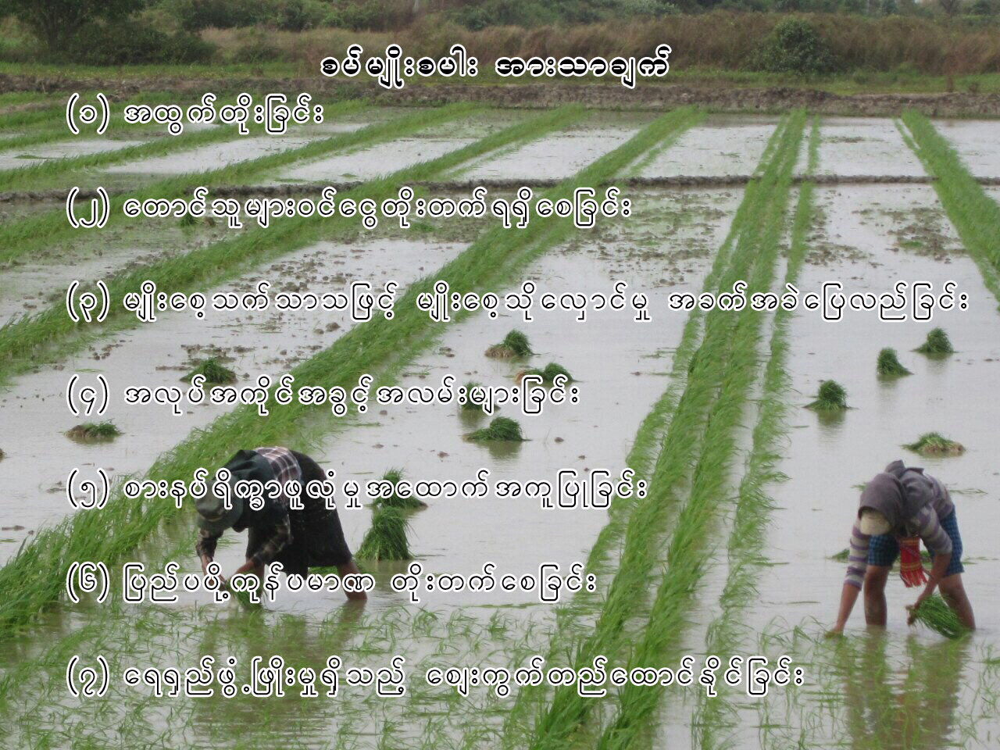 စပ်မျိုးစပါး အားသာချက်
(၁) အထွက်တိုးခြင်း
(၂) တောင်သူများဝင်ငွေတိုးတက်ရရှိစေခြင်း
(၃) မျိုးစေ့သက်သာသဖြင့် မျိုးစေ့သိုလှောင်မှု အခက်အခဲပြေလည်ခြင်း
(၄) အလုပ်အကိုင်အခွင့်အလမ်းများခြင်း
(၅) စားနပ်ရိက္ခာဖူလုံမှုအထောက်အကူပြုခြင်း
(၆) ပြည်ပပို့ကုန်ပမာဏ တိုးတက်စေခြင်း
(၇) ရေရှည်ဖွံ့ဖြိုးမှုရှိသည့် ဈေးကွက်တည်ထောင်နိုင်ခြင်း